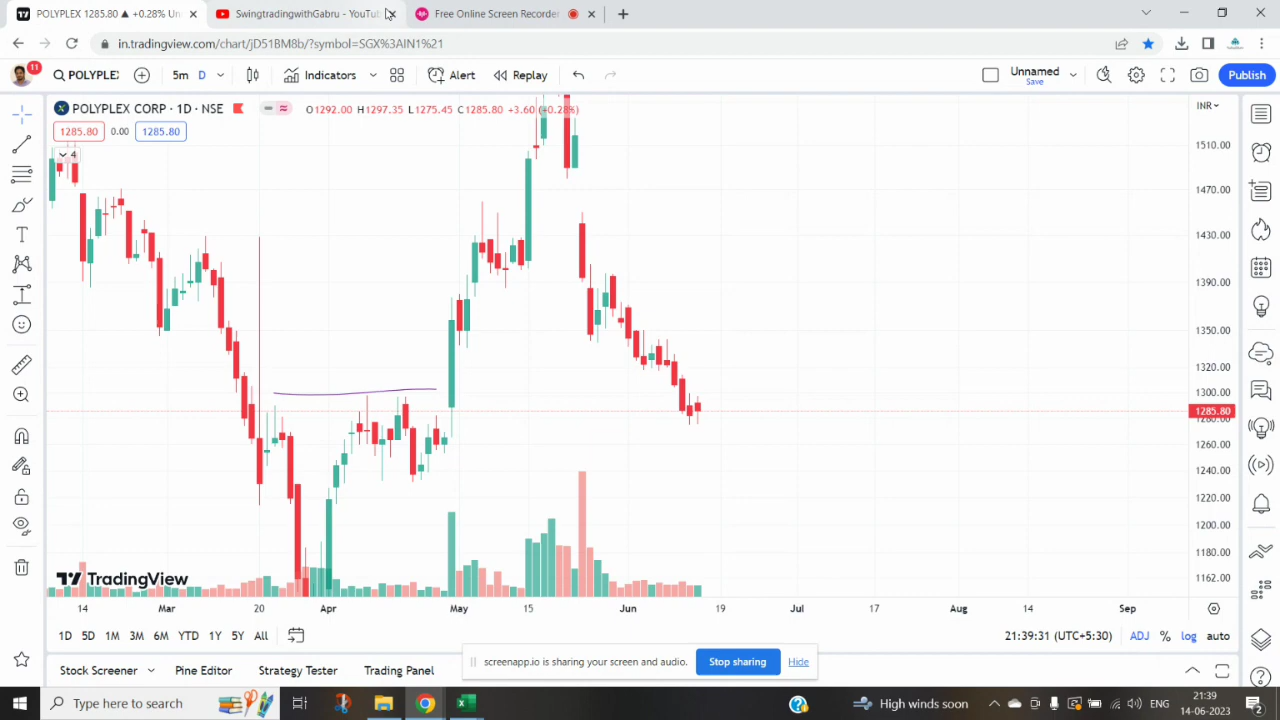 POLYPLEX 1285.80 ▲ +0.28% Un
SwingtradingwithGabru - YouTub
Free Online Screen Recorder
in.tradingview.com/chart/jD51BM8b/?symbol=SGX%3AIN1%21
11
POLYPLEX
5m
D
Indicators
Alert
Replay
Unnamed
Save
Publish
POLYPLEX CORP · 1D · NSE
O1292.00 H1297.35 L1275.45 C1285.80 +3.60 (+0.28%)
INR
1285.80
0.00
1285.80
4
1510.00
1470.00
1430.00
1390.00
1350.00
1320.00
1300.00
1285.80
1280.00
1260.00
1240.00
1220.00
1200.00
1180.00
1162.00
TradingView
14
Mar
20
Apr
May
15
Jun
19
Jul
17
Aug
14
Sep
1D
5D
1M
3M
6M
YTD
1Y
5Y
All
21:39:31 (UTC+5:30)
ADJ
%
log
auto
screenapp.io is sharing your screen and audio.
Stop sharing
Hide
Stock Screener
Pine Editor
Strategy Tester
Trading Panel
Type here to search
High winds soon
ENG
21:39
14-06-2023
2